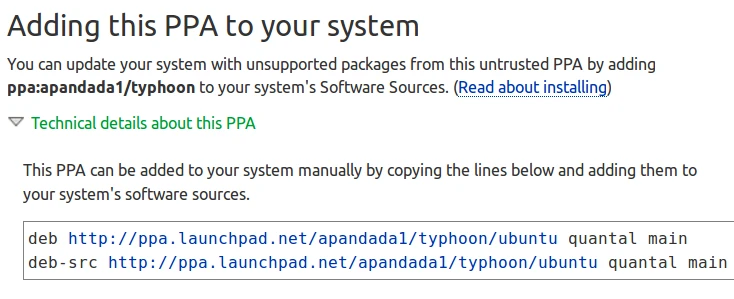 Adding this PPA to your system
You can update your system with unsupported packages from this untrusted PPA by adding
ppa:apandada1/typhoon to your system's Software Sources. (Read about installing)
Technical details about this PPA
This PPA can be added to your system manually by copying the lines below and adding them to
your system's software sources.
deb http://ppa.launchpad.net/apandada1/typhoon/ubuntu quantal main
deb-src http://ppa.launchpad.net/apandada1/typhoon/ubuntu quantal main